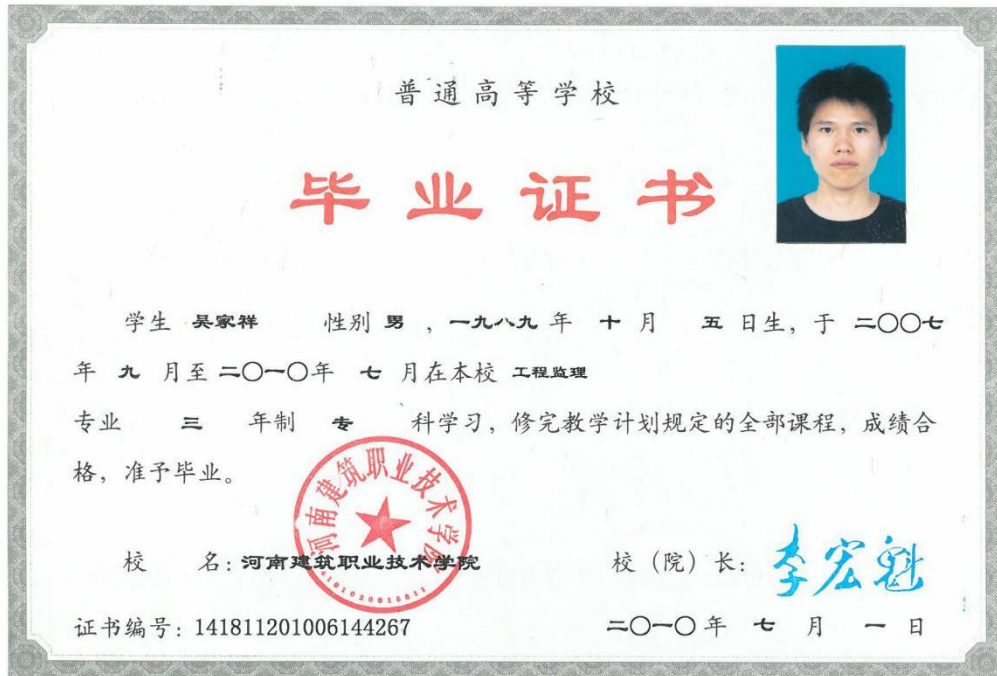 普通高等学校
毕业证书
学生 吴家祥 性别 男 ，一九八九 年 十 月 五 日生，于 二〇〇七
年 九 月至 二〇一〇年 七 月在本校 工程监理
专业 三 年制 专 科学习，修完教学计划规定的全部课程，成绩合
格，准予毕业。
河南建筑职业技术学院
校 名：河南建筑职业技术学院 校（院）长：李宏魁
证书编号：141811201006144267 二〇一〇 年 七 月 一 日